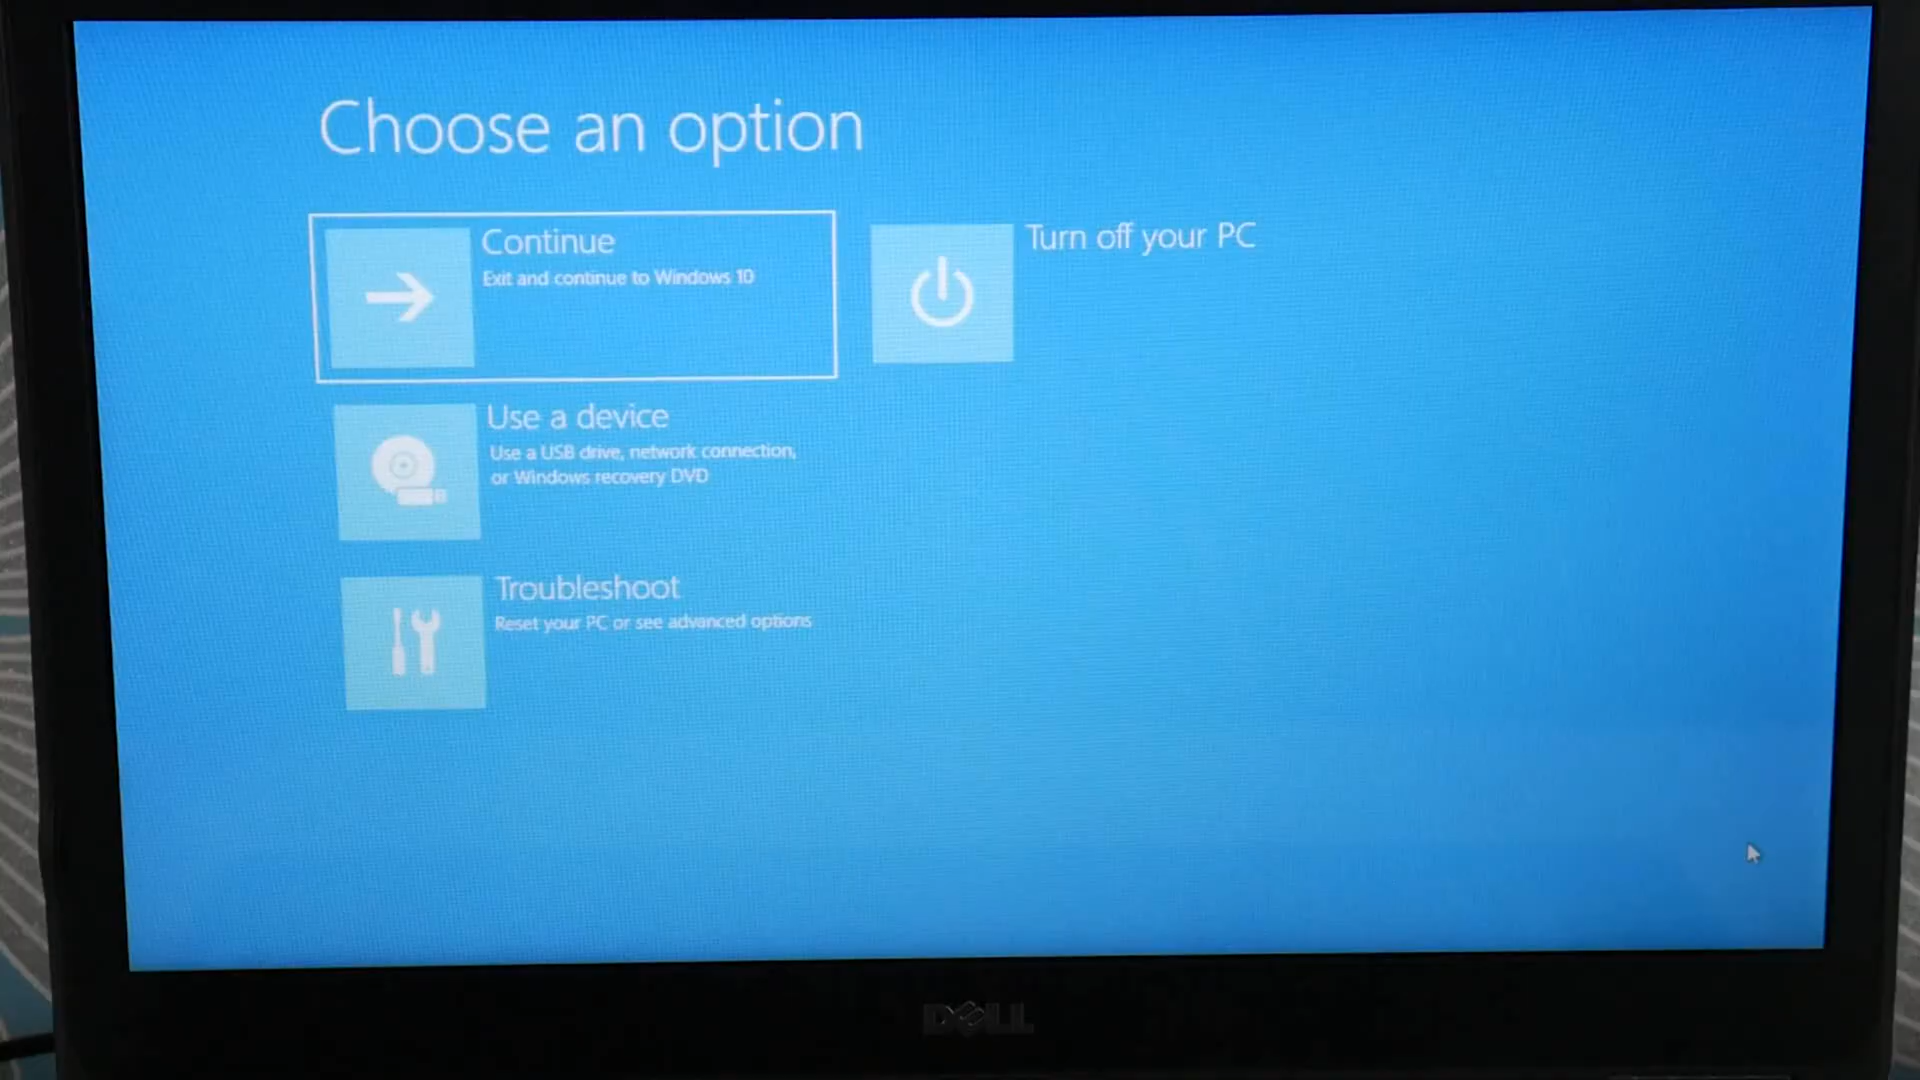 Choose an option
Continue
Exit and continue to Windows 10
Turn off your PC
Use a device
Use a USB drive, network connection,
or Windows recovery DVD
Troubleshoot
Reset your PC or see advanced options
DELL